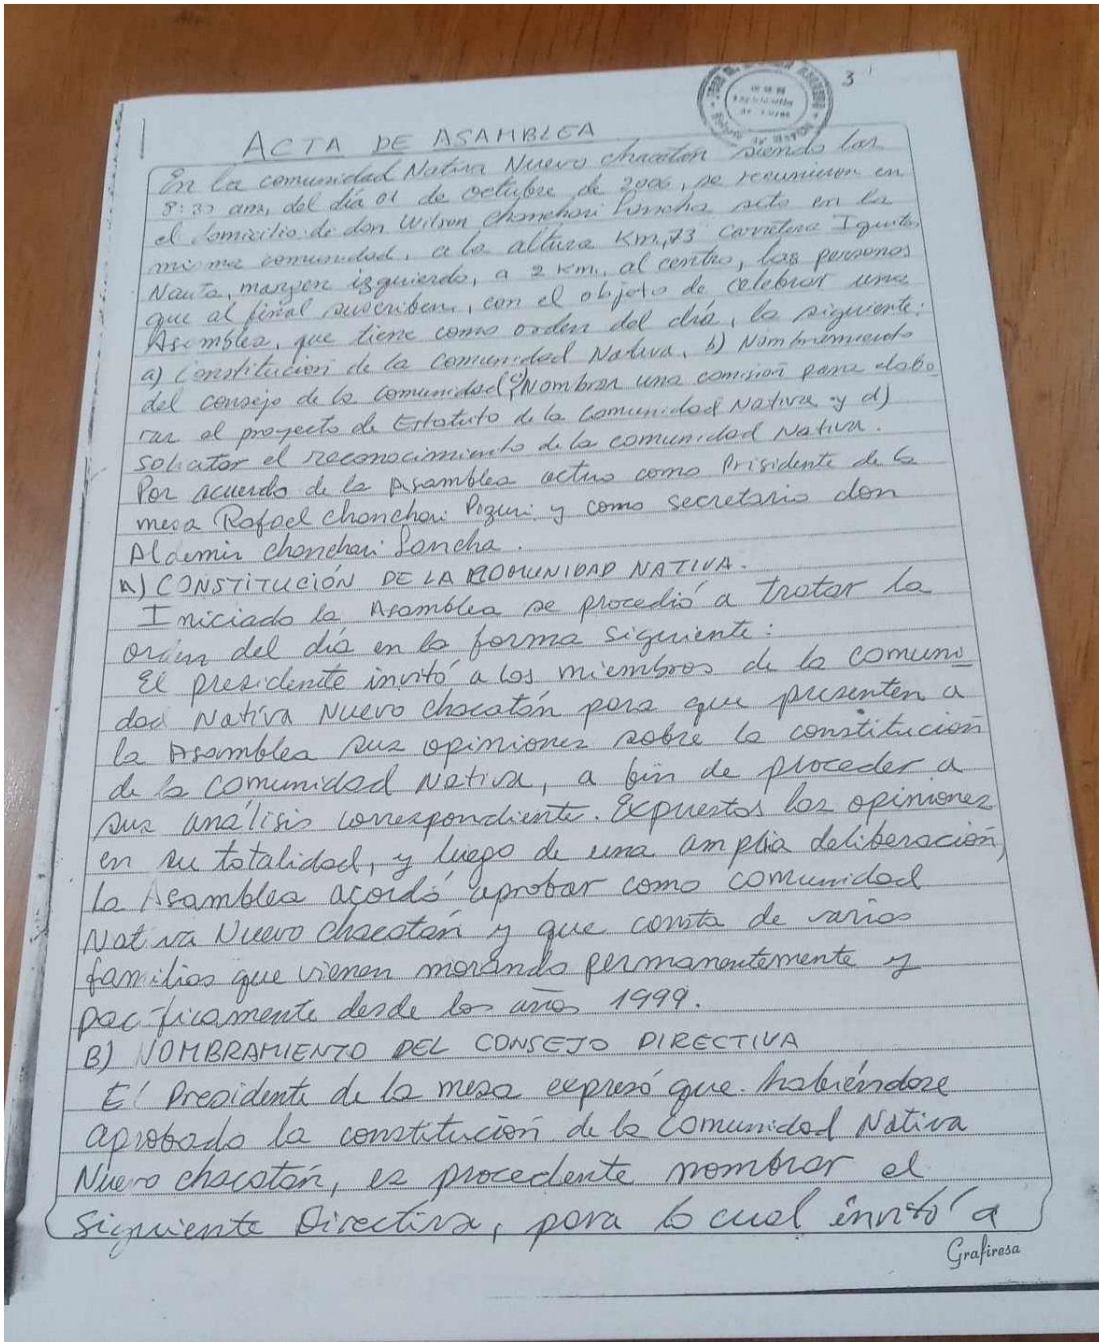 3
ACTA DE ASAMBLEA
En la comunidad Nativa Nuevo chacatán siendo las
8:30 am, del día 01 de octubre de 2006, se reunieron en
el domicilio de don Wilson Chanchari Lancha sito en la
misma comunidad, a la altura Km, 73 carretera Iquitos
Nauta, margen izquierdo, a 2 Km. al centro, las personas
que al final suscriben, con el objeto de celebrar una
Asamblea, que tiene como orden del día, la siguiente:
a) Constitución de la Comunidad Nativa, b) Nombramiento
del consejo de la comunidad, c) Nombrar una comisión para elabo
rar el proyecto de Estatuto de la Comunidad Nativa y d)
solicitar el reconocimiento de la comunidad Nativa.
Por acuerdo de la Asamblea actuo como Prisidente de la
mesa Rafael Chanchari Pizuri y como secretario don
Aldemir Chanchari Lancha.
A) CONSTITUCIÓN DE LA COMUNIDAD NATIVA.
Iniciado la Asamblea se procedió a tratar la
orden del día en la forma siguiente:
El presidente invitó a los miembros de la comuni
dad Nativa Nuevo chacatán para que presenten a
la Asamblea sus opiniones sobre la constitución
de la Comunidad Nativa, a fin de proceder a
sus análisis correspondiente. Expuestos las opiniones
en su totalidad, y luego de una amplia deliberación,
la Asamblea acordó aprobar como comunidad
Nativa Nuevo chacatán y que consta de varias
familias que vienen morando permanentemente y
pacíficamente desde los años 1999.
B) NOMBRAMIENTO DEL CONSEJO DIRECTIVA
El Presidente de la mesa expresó que habiéndose
aprobado la constitución de la Comunidad Nativa
Nuevo chacatán, es procedente nombrar el
siguiente Directiva, para lo cual invitó a
Grafiresa